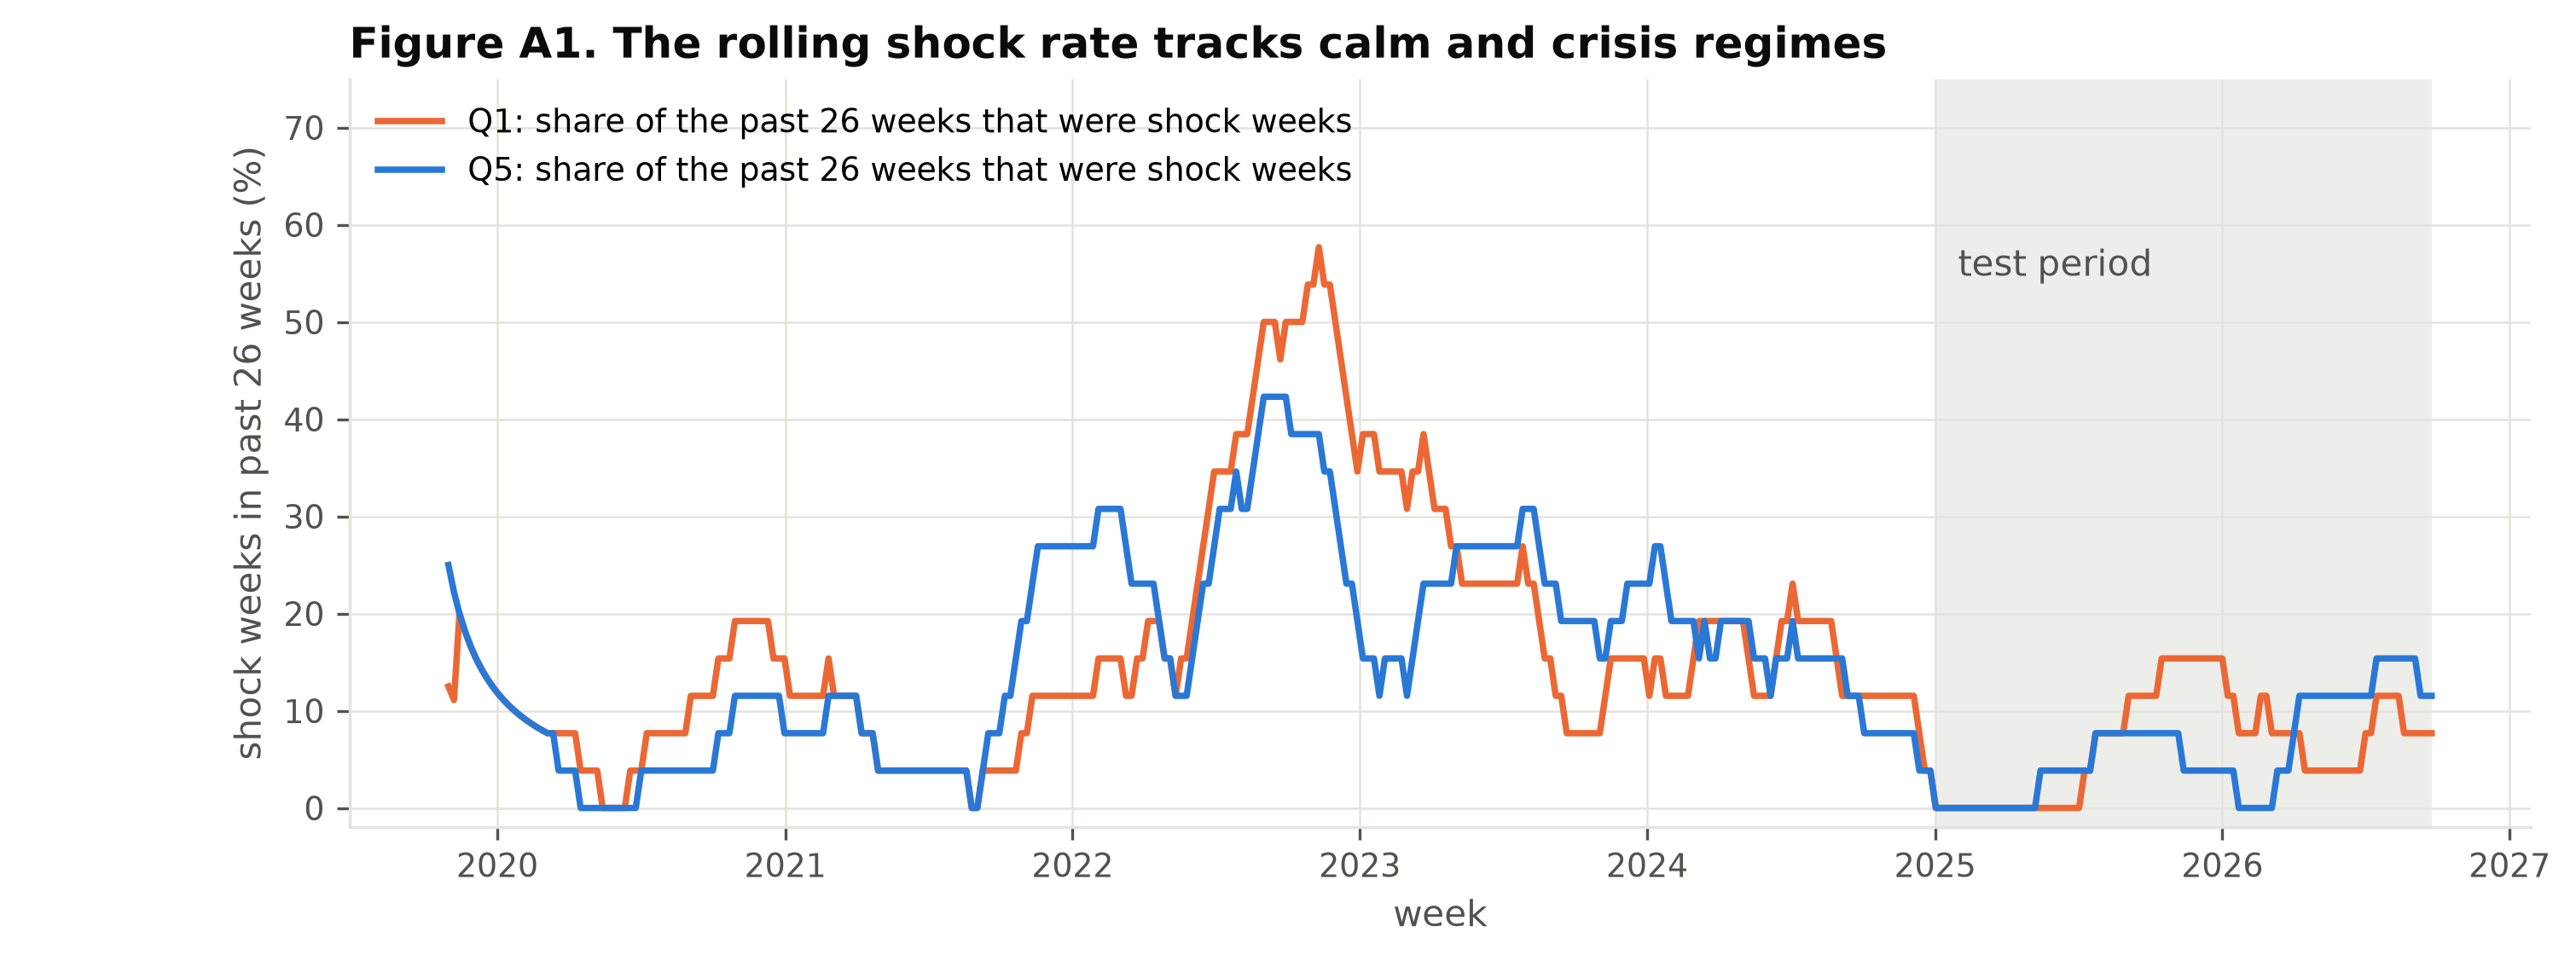 Figure A1. The rolling shock rate tracks calm and crisis regimes
Q1: share of the past 26 weeks that were shock weeks
Q5: share of the past 26 weeks that were shock weeks
test period
shock weeks in past 26 weeks (%)
70
60
50
40
30
20
10
0
2020 2021 2022 2023 2024 2025 2026 2027
week